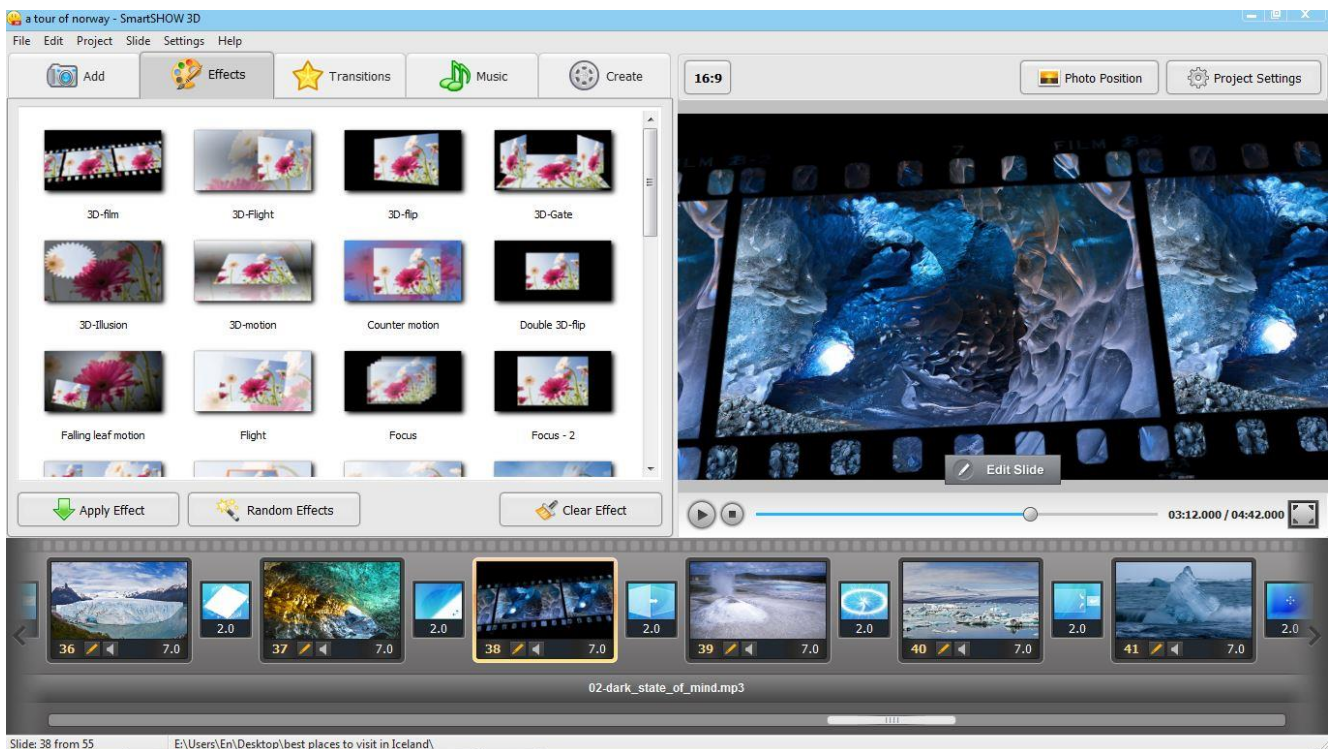 a tour of norway - SmartSHOW 3D
File Edit Project Slide Settings Help
Add Effects Transitions Music Create
16:9 Photo Position Project Settings
3D-film 3D-Flight 3D-flip 3D-Gate
3D-Illusion 3D-motion Counter motion Double 3D-flip
Falling leaf motion Flight Focus Focus - 2
Apply Effect Random Effects Clear Effect
7 FILM
Edit Slide
03:12.000 / 04:42.000
2.0 2.0 2.0 2.0 2.0 2.0
36 7.0 37 7.0 38 7.0 39 7.0 40 7.0 41 7.0
02-dark_state_of_mind.mp3
Slide: 38 from 55 E:\Users\En\Desktop\best places to visit in Iceland\